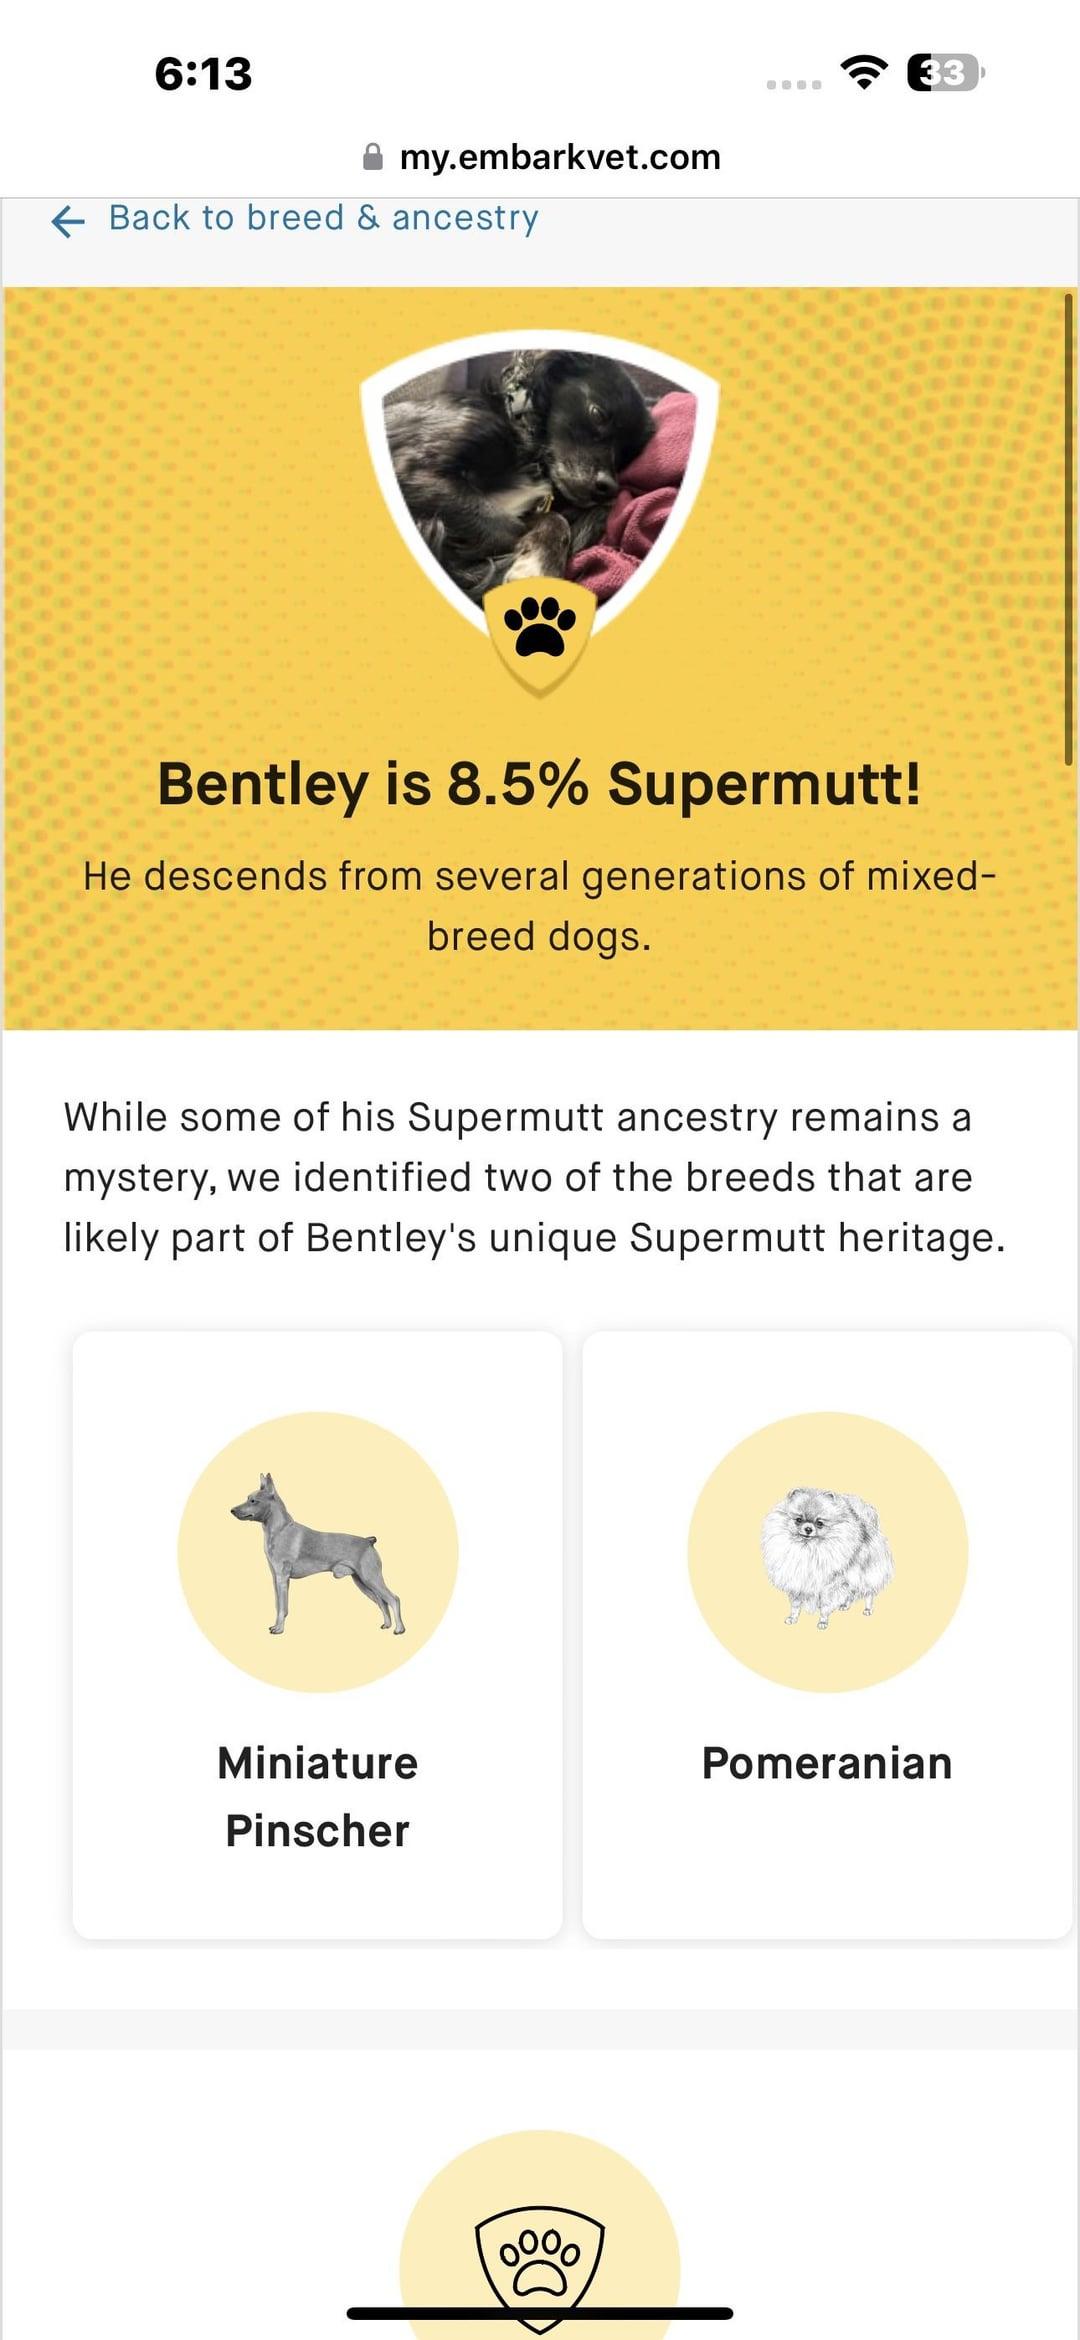 6:13
33
my.embarkvet.com
← Back to breed & ancestry
Bentley is 8.5% Supermutt!
He descends from several generations of mixed-
breed dogs.
While some of his Supermutt ancestry remains a
mystery, we identified two of the breeds that are
likely part of Bentley's unique Supermutt heritage.
Miniature
Pinscher
Pomeranian